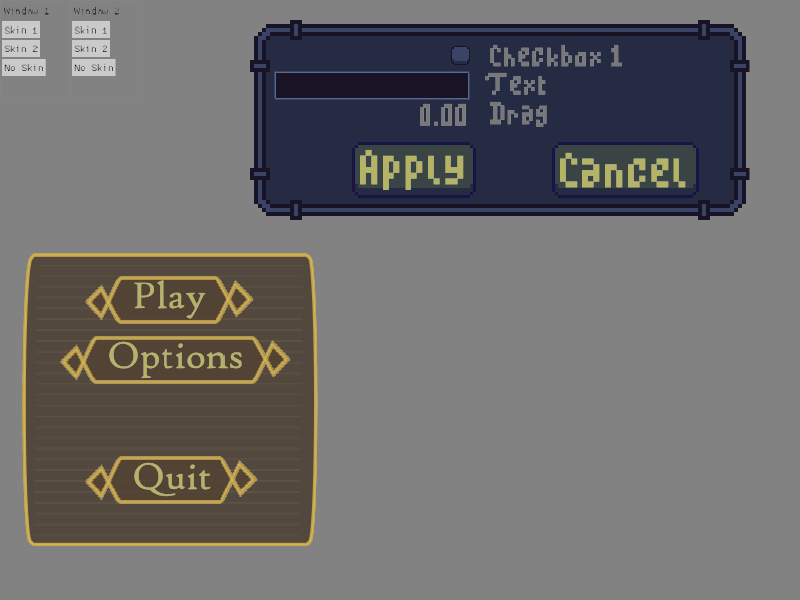 Window 1 Window 2
Skin 1 Skin 1
Skin 2 Skin 2
No Skin No Skin
Checkbox 1
Text
0.00 Drag
Apply Cancel
Play
Options
Quit